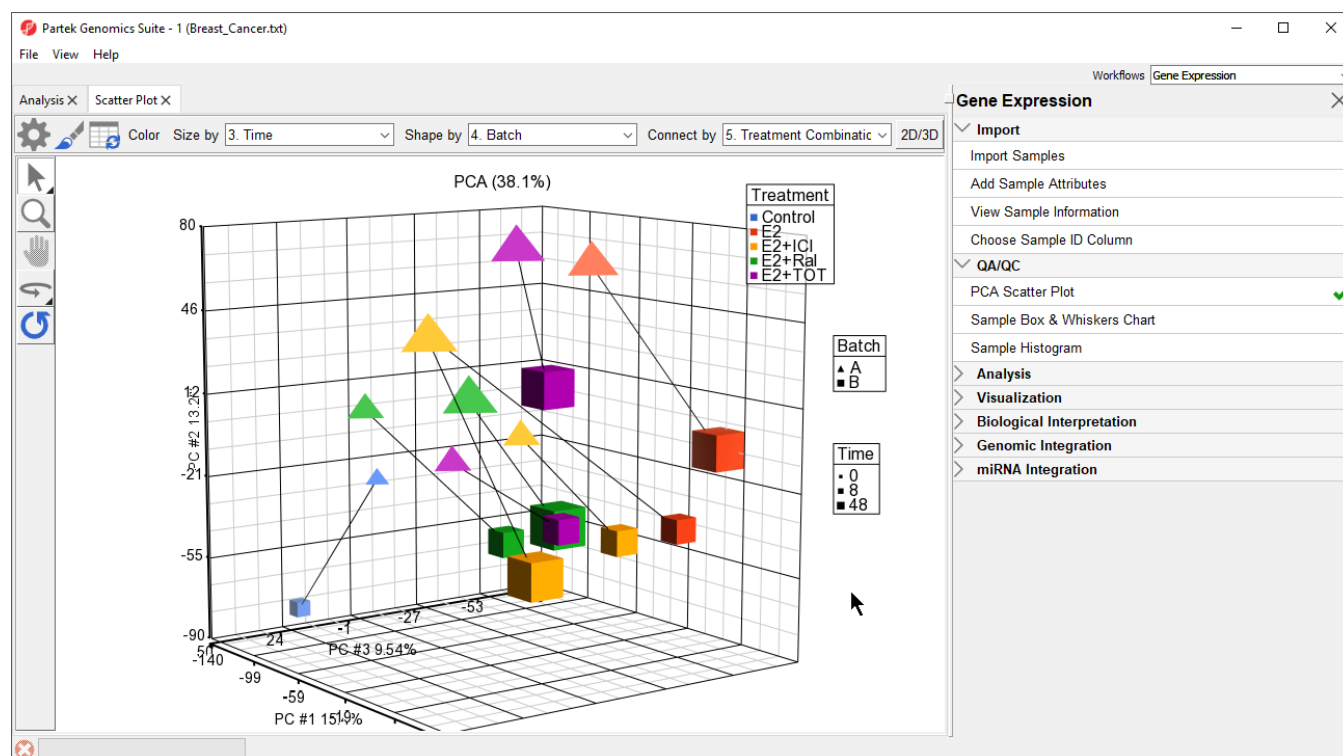 Partek Genomics Suite - 1 (Breast_Cancer.txt)
File View Help
Workflows Gene Expression
Analysis Scatter Plot
Color Size by 3. Time Shape by 4. Batch Connect by 5. Treatment Combinatic 2D/3D
PCA (38.1%)
Treatment
Control
E2
E2+ICI
E2+Ral
E2+TOT
Batch
A
B
Time
0
8
48
80
46
12
-21
-55
-90
PC #2
-140
-99
-59
PC #1
24
-1
-27
-53
PC #3 9.54%
Gene Expression
Import
Import Samples
Add Sample Attributes
View Sample Information
Choose Sample ID Column
QA/QC
PCA Scatter Plot
Sample Box & Whiskers Chart
Sample Histogram
Analysis
Visualization
Biological Interpretation
Genomic Integration
miRNA Integration